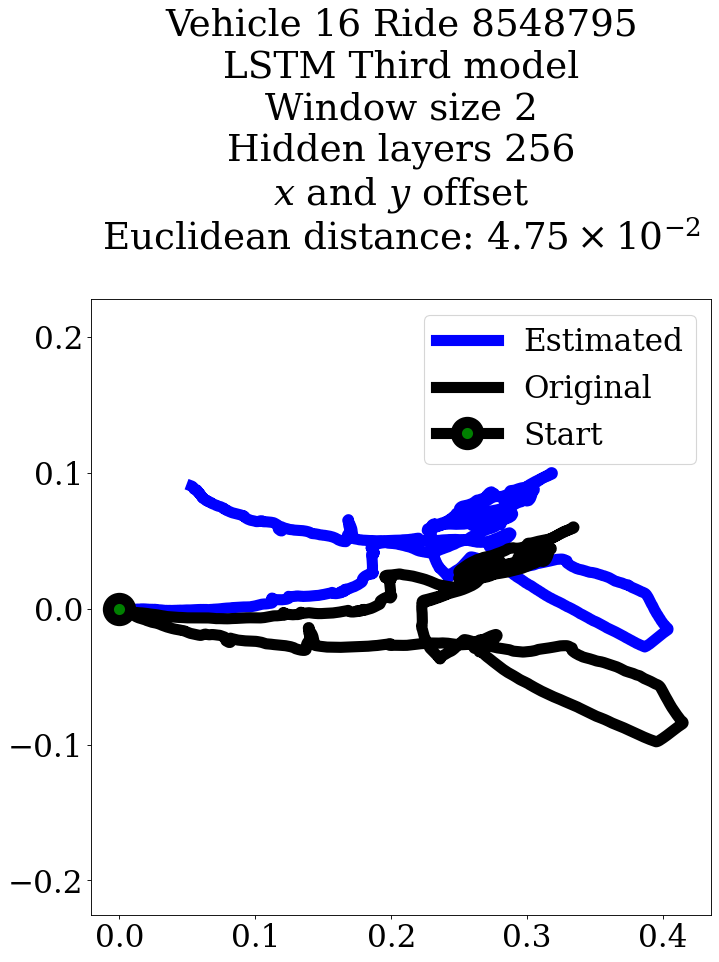 Vehicle 16 Ride 8548795
LSTM Third model
Window size 2
Hidden layers 256
x and y offset
Euclidean distance: 4.75 × 10⁻²
Estimated
Original
Start
0.2
0.1
0.0
−0.1
−0.2
0.0 0.1 0.2 0.3 0.4